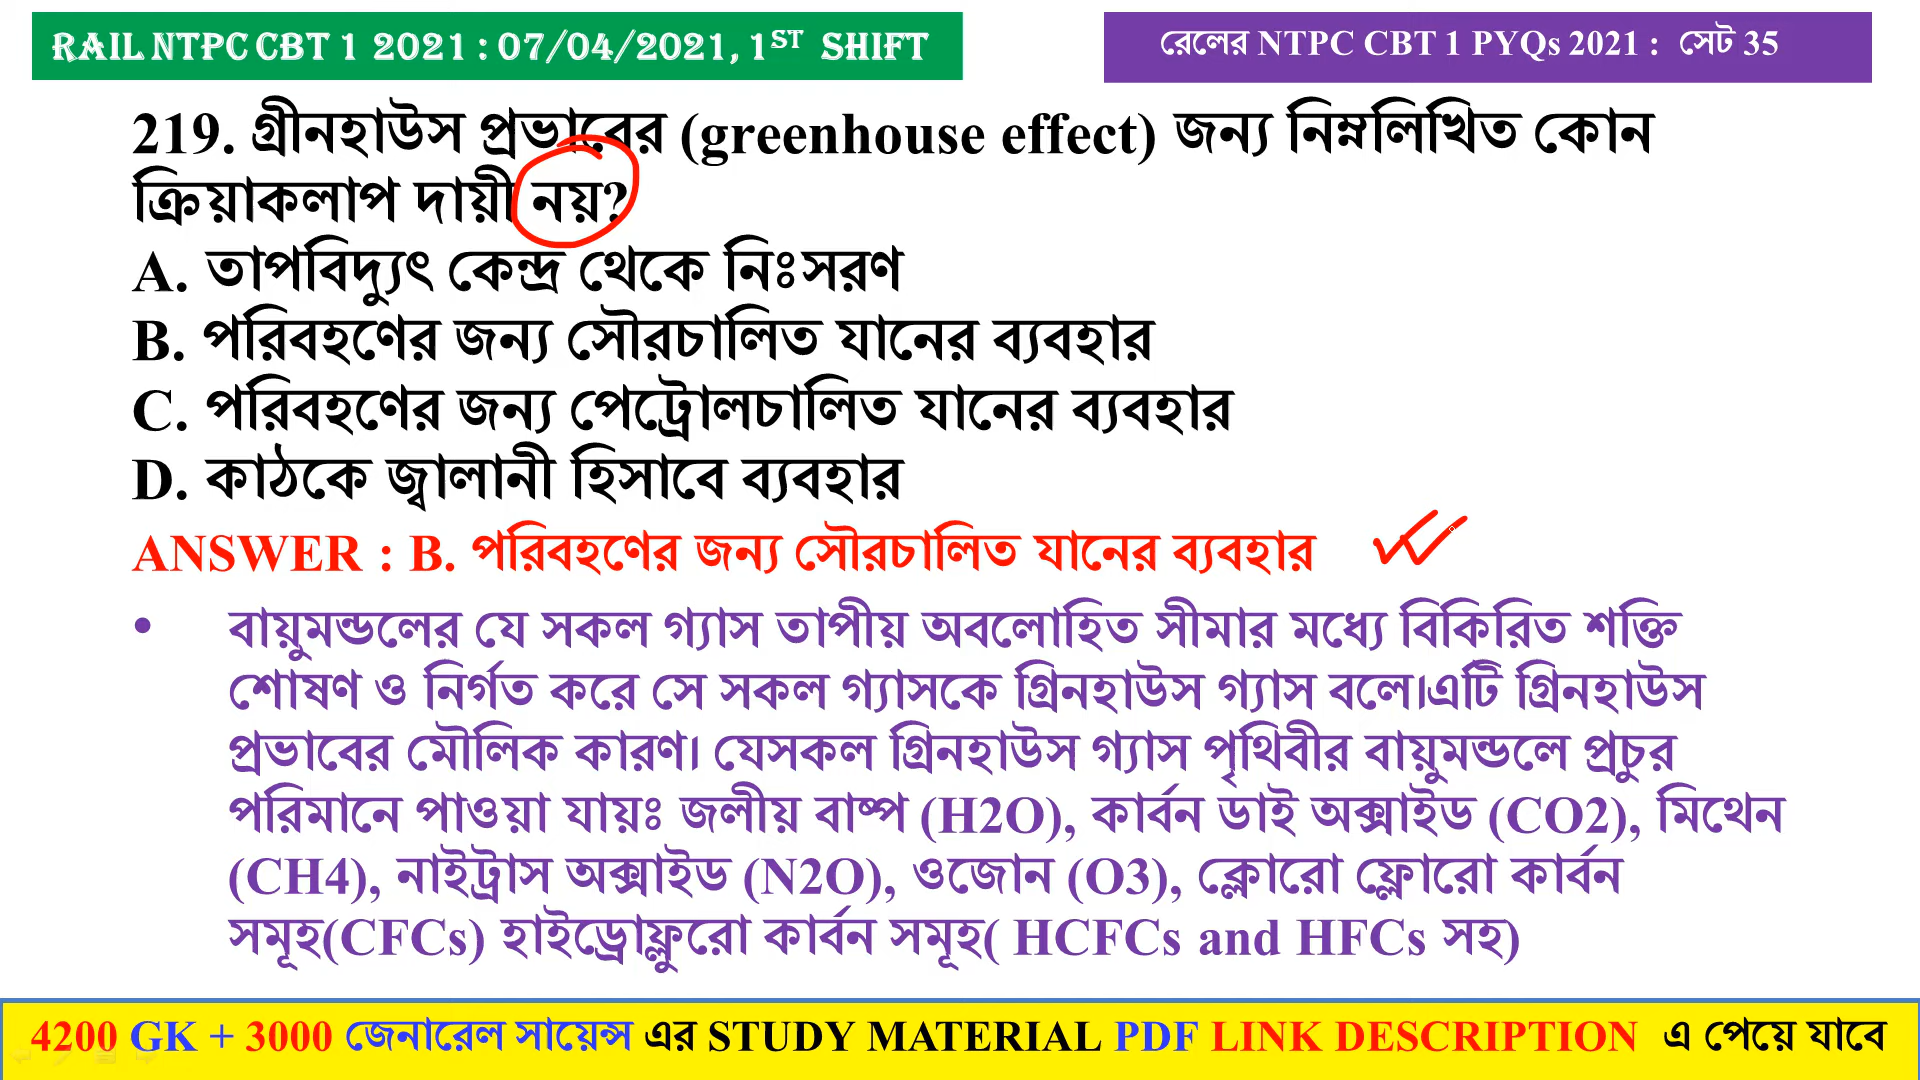 RAIL NTPC CBT 1 2021 : 07/04/2021, 1ST SHIFT
রেলের NTPC CBT 1 PYQs 2021 : সেট 35
219. গ্রীনহাউস প্রভাবের (greenhouse effect) জন্য নিম্নলিখিত কোন
ক্রিয়াকলাপ দায়ী নয়?
A. তাপবিদ্যুৎ কেন্দ্র থেকে নিঃসরণ
B. পরিবহণের জন্য সৌরচালিত যানের ব্যবহার
C. পরিবহণের জন্য পেট্রোলচালিত যানের ব্যবহার
D. কাঠকে জ্বালানী হিসাবে ব্যবহার
ANSWER : B. পরিবহণের জন্য সৌরচালিত যানের ব্যবহার
• বায়ুমন্ডলের যে সকল গ্যাস তাপীয় অবলোহিত সীমার মধ্যে বিকিরিত শক্তি
শোষণ ও নির্গত করে সে সকল গ্যাসকে গ্রিনহাউস গ্যাস বলে।এটি গ্রিনহাউস
প্রভাবের মৌলিক কারণ। যেসকল গ্রিনহাউস গ্যাস পৃথিবীর বায়ুমন্ডলে প্রচুর
পরিমানে পাওয়া যায়ঃ জলীয় বাষ্প (H2O), কার্বন ডাই অক্সাইড (CO2), মিথেন
(CH4), নাইট্রাস অক্সাইড (N2O), ওজোন (O3), ক্লোরো ফ্লোরো কার্বন
সমূহ(CFCs) হাইড্রোফ্লুরো কার্বন সমূহ( HCFCs and HFCs সহ)
4200 GK + 3000 জেনারেল সায়েন্স এর STUDY MATERIAL PDF LINK DESCRIPTION এ পেয়ে যাবে